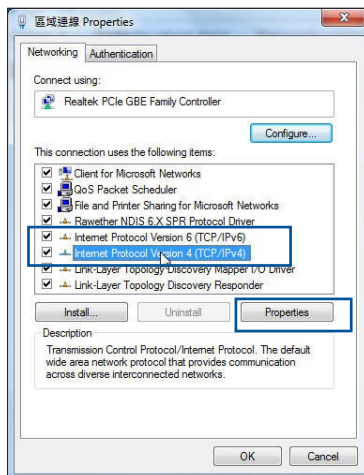 區域連線 Properties
Networking
Authentication
Connect using:
Realtek PCIe GBE Family Controller
Configure...
This connection uses the following items:
Client for Microsoft Networks
QoS Packet Scheduler
File and Printer Sharing for Microsoft Networks
Rawether NDIS 6.X SPR Protocol Driver
Internet Protocol Version 6 (TCP/IPv6)
Internet Protocol Version 4 (TCP/IPv4)
Link-Layer Topology Discovery Mapper I/O Driver
Link-Layer Topology Discovery Responder
Install...
Uninstall
Properties
Description
Transmission Control Protocol/Internet Protocol. The default
wide area network protocol that provides communication
across diverse interconnected networks.
OK
Cancel